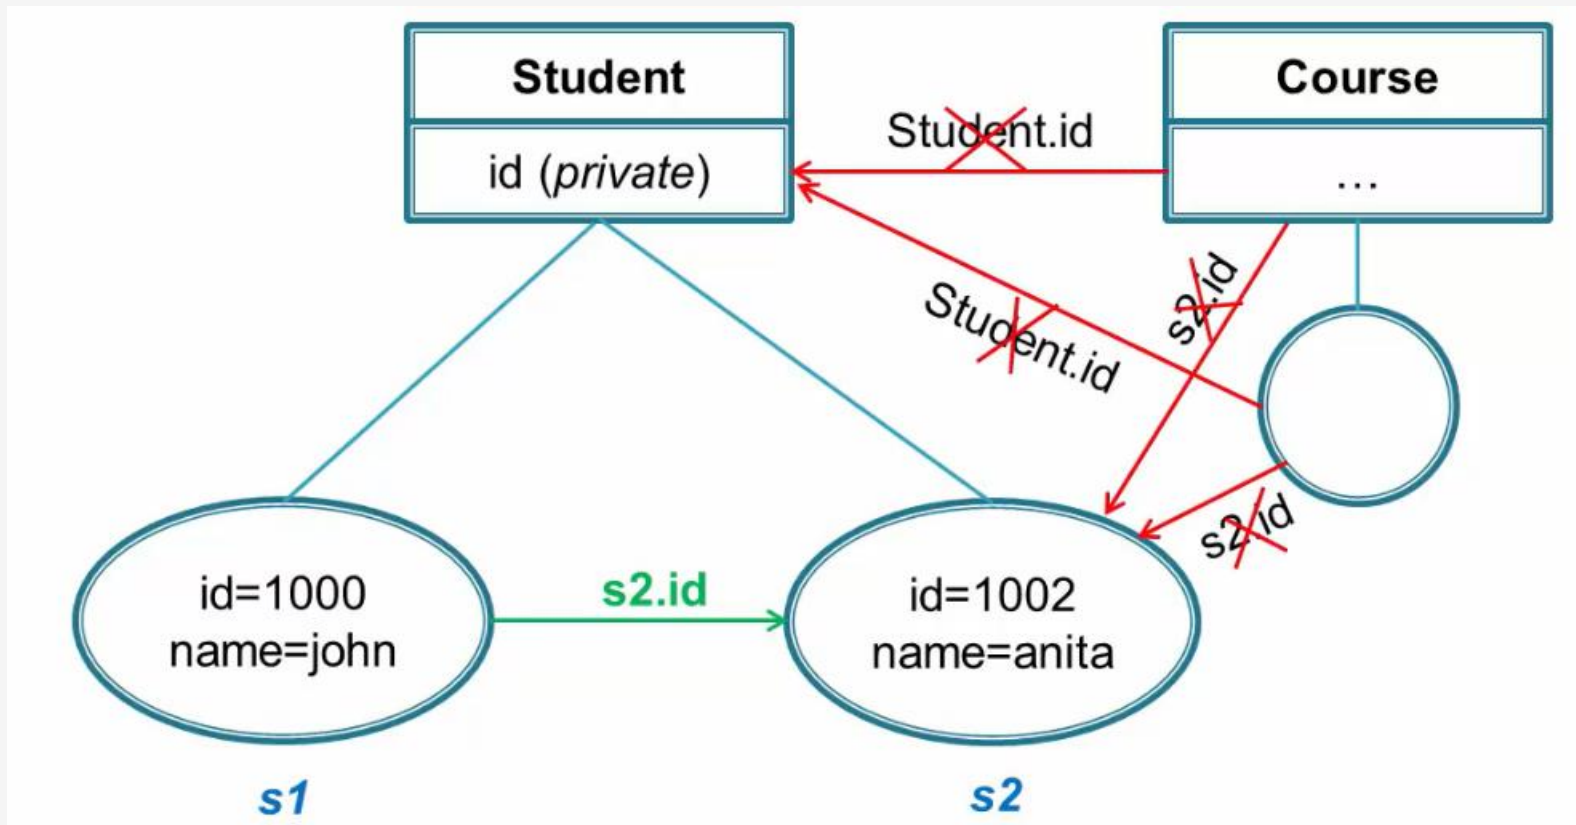 Student
Course
Student.id
id (private)
...
s2.id
Student.id
s2.id
id=1000
name=john
s2.id
id=1002
name=anita
s1
s2